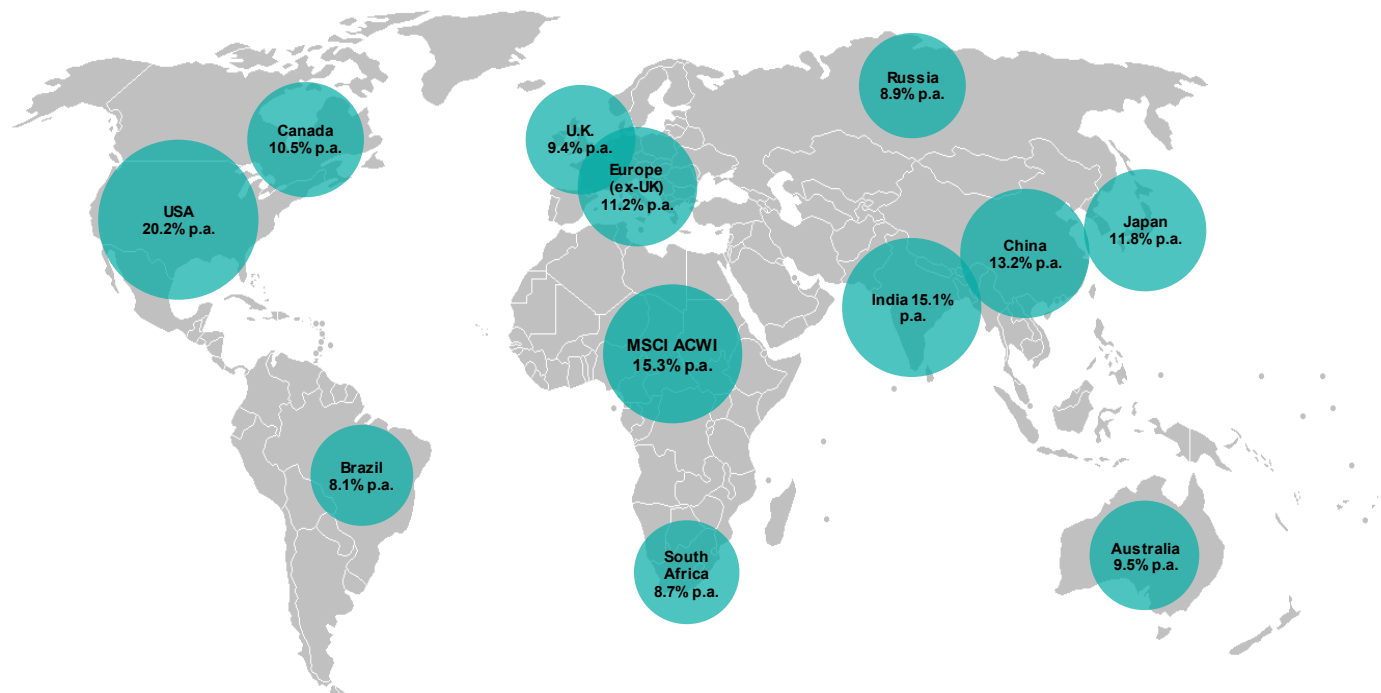 Russia
8.9% p.a.
Canada
10.5% p.a.
U.K.
9.4% p.a.
Europe
(ex-UK)
11.2% p.a.
USA
20.2% p.a.
Japan
11.8% p.a.
China
13.2% p.a.
India 15.1%
p.a.
MSCI ACWI
15.3% p.a.
Brazil
8.1% p.a.
South
Africa
8.7% p.a.
Australia
9.5% p.a.